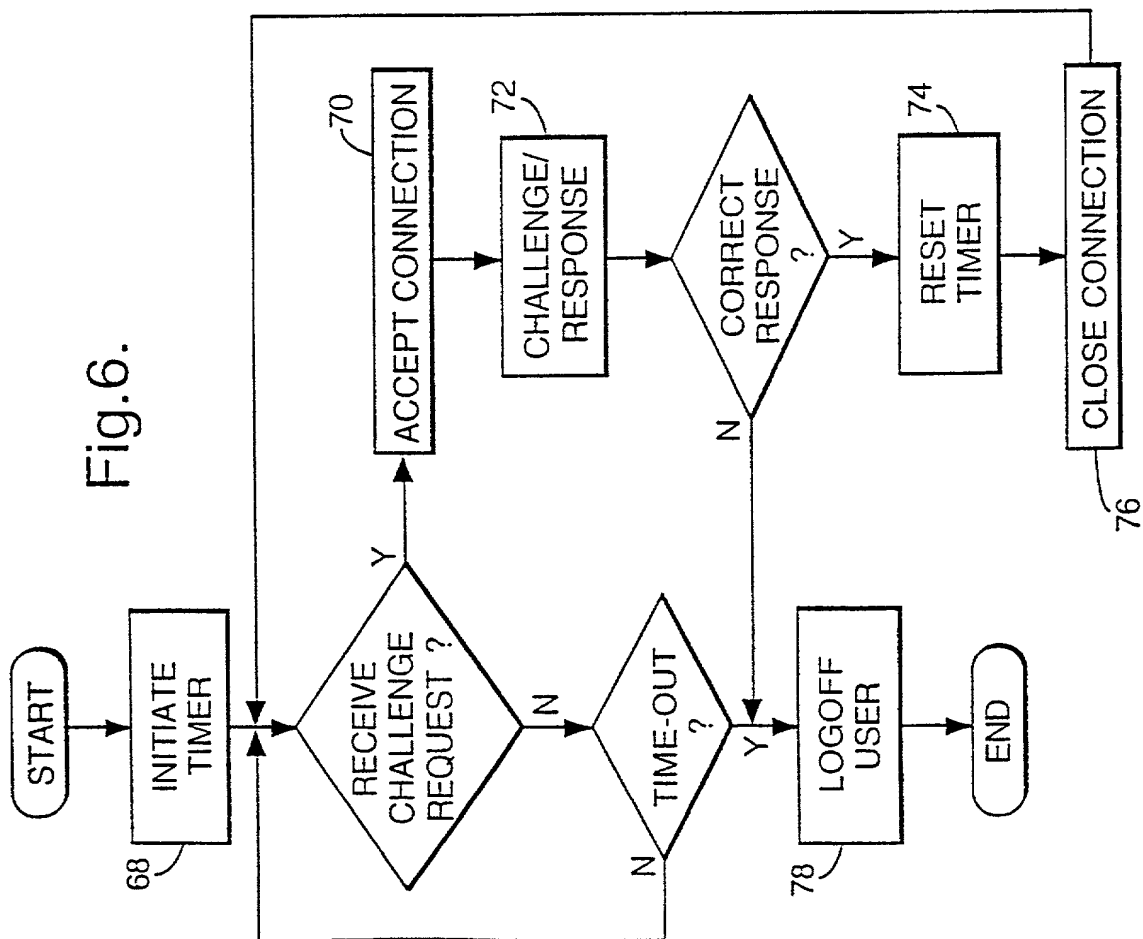 Fig.6.
START
INITIATE
TIMER
68
RECEIVE
CHALLENGE
REQUEST ?
Y
N
70
ACCEPT CONNECTION
72
CHALLENGE/
RESPONSE
CORRECT
RESPONSE
?
N
Y
74
RESET
TIMER
76
CLOSE CONNECTION
TIME-OUT
?
N
Y
78
LOGOFF
USER
END